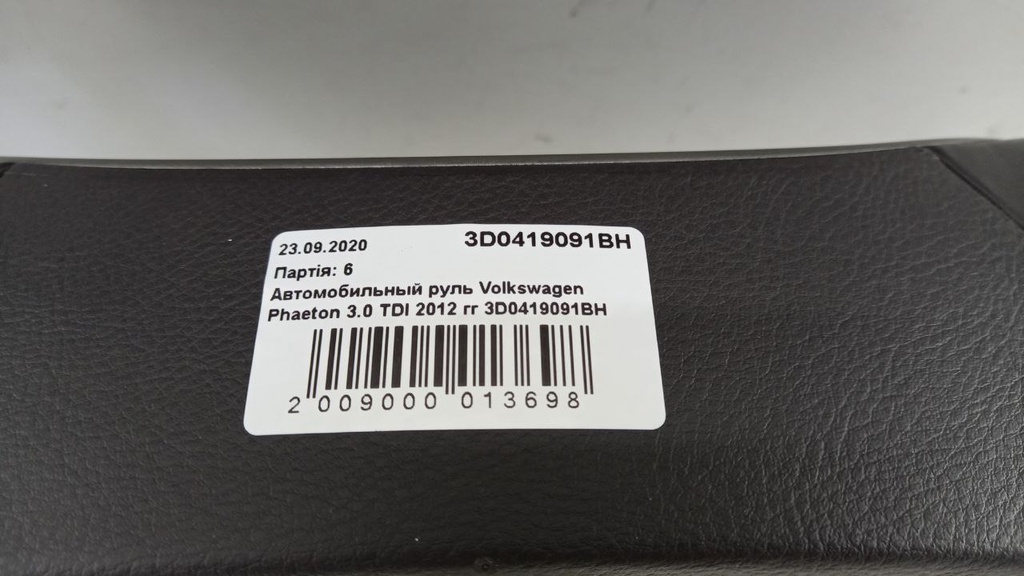 23.09.2020 3D0419091BH
Партія: 6
Автомобильный руль Volkswagen
Phaeton 3.0 TDI 2012 гг 3D0419091BH
2 009000 013698